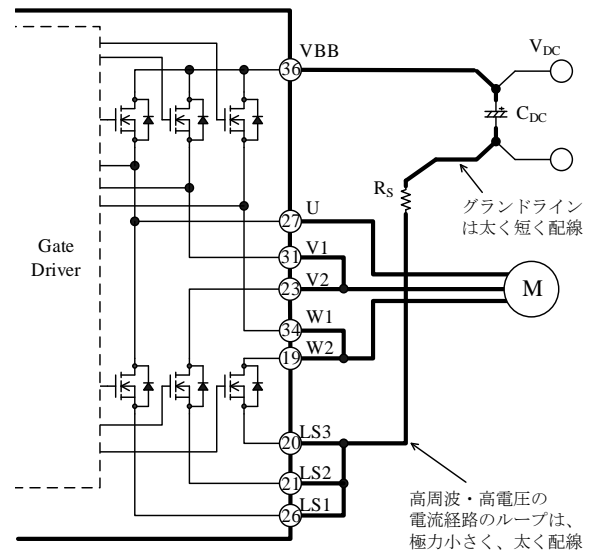 VBB
36
V_DC
C_DC
R_S
グランドライン
は太く短く配線
U
27
V1
31
V2
23
Gate
Driver
M
W1
34
W2
19
LS3
20
LS2
21
LS1
26
高周波・高電圧の
電流経路のループは、
極力小さく、太く配線